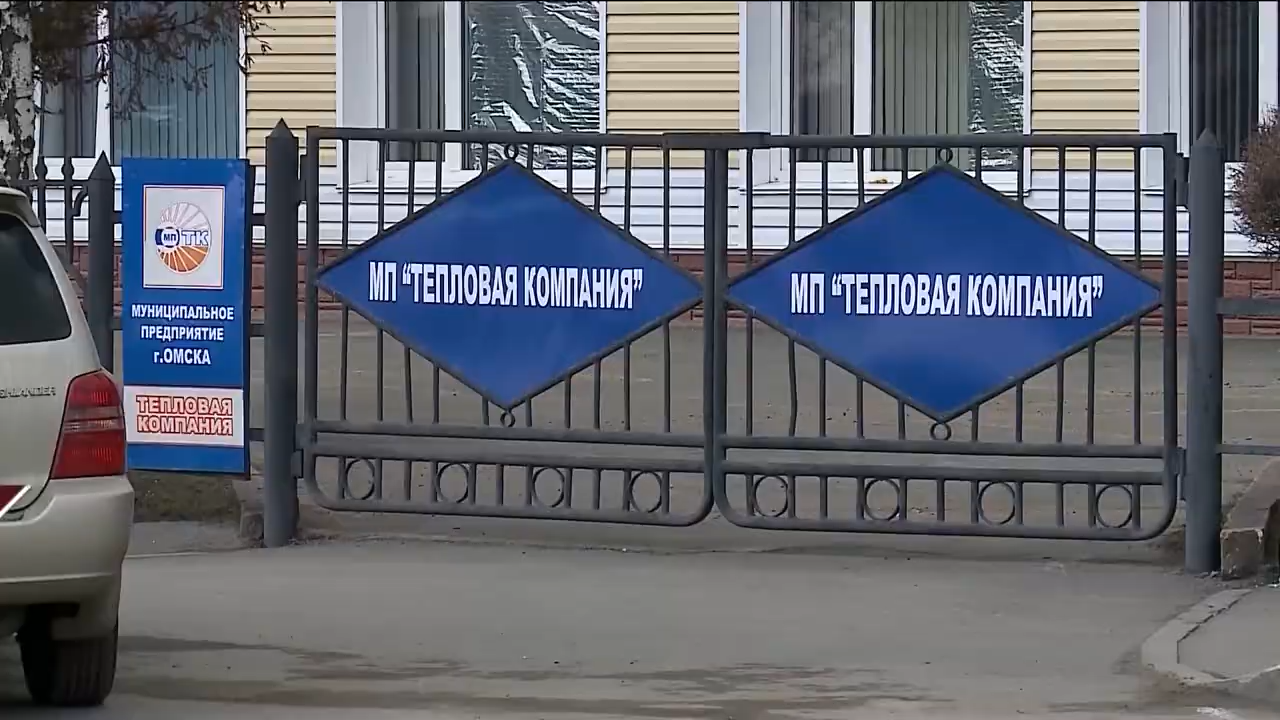 МП ТК
МУНИЦИПАЛЬНОЕ
ПРЕДПРИЯТИЕ
г.ОМСКА
ТЕПЛОВАЯ
КОМПАНИЯ
МП “ТЕПЛОВАЯ КОМПАНИЯ”
МП “ТЕПЛОВАЯ КОМПАНИЯ”